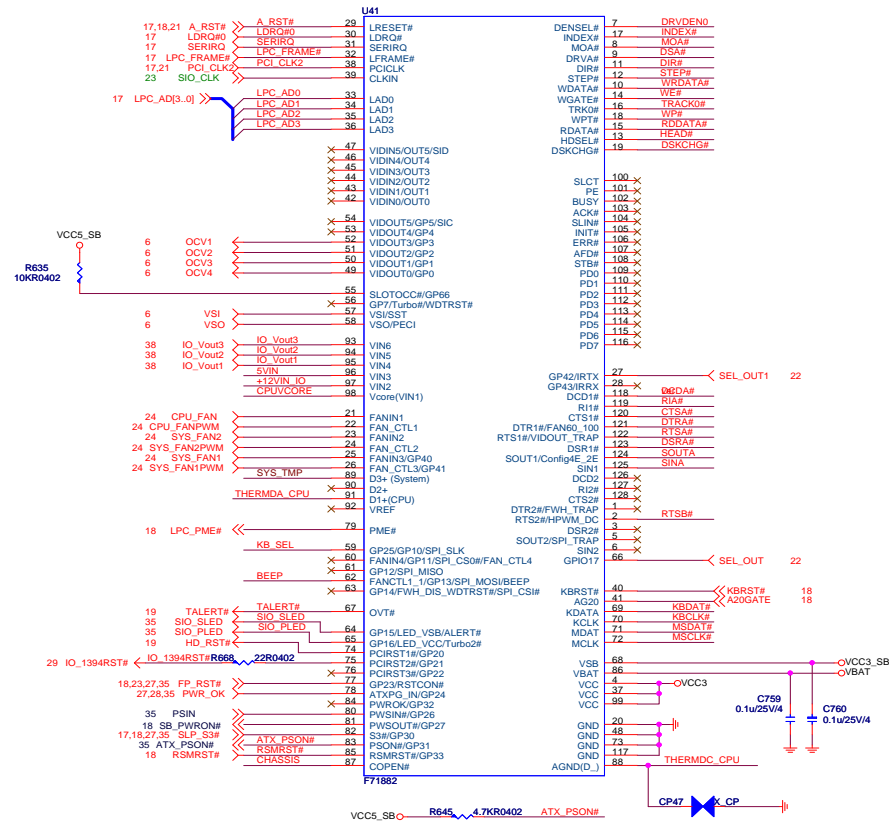 U41
17,18,21 A_RST# A_RST# 29 LRESET# DENSEL# 7 DRVDEN0
17 LDRQ#0 LDRQ#0 30 LDRQ# INDEX# 17 INDEX#
17 SERIRQ SERIRQ 31 SERIRQ MOA# 8 MOA#
17 LPC_FRAME# LPC_FRAME# 32 LFRAME# DRVA# 9 DSA#
17,21 PCI_CLK2 PCI_CLK2 38 PCICLK DIR# 11 DIR#
23 SIO_CLK 39 CLKIN STEP# 12 STEP#
WDATA# 10 WRDATA#
17 LPC_AD[3..0] LPC_AD0 33 LAD0 WGATE# 14 WE#
LPC_AD1 34 LAD1 TRK0# 16 TRACK0#
LPC_AD2 35 LAD2 WPT# 18 WP#
LPC_AD3 36 LAD3 RDATA# 15 RDDATA#
HDSEL# 13 HEAD#
DSKCHG# 19 DSKCHG#
47 VIDIN5/OUT5/SID
46 VIDIN4/OUT4
45 VIDIN3/OUT3
44 VIDIN2/OUT2 SLCT 100
43 VIDIN1/OUT1 PE 101
42 VIDIN0/OUT0 BUSY 102
ACK# 103
54 VIDOUT5/GP5/SIC SLIN# 104
53 VIDOUT4/GP4 INIT# 105
6 OCV1 52 VIDOUT3/GP3 ERR# 106
6 OCV2 51 VIDOUT2/GP2 AFD# 107
6 OCV3 50 VIDOUT1/GP1 STB# 108
6 OCV4 49 VIDOUT0/GP0 PD0 109
PD1 110
VCC5_SB
R635
10KR0402
55 SLOTOCC#/GP66 PD2 111
56 GP7/Turbo#/WDTRST# PD3 112
6 VSI 57 VSI/SST PD4 113
6 VSO 58 VSO/PECI PD5 114
PD6 115
38 IO_Vout3 IO_Vout3 93 VIN6 PD7 116
38 IO_Vout2 IO_Vout2 94 VIN5
38 IO_Vout1 IO_Vout1 95 VIN4
5VIN 96 VIN3 GP42/IRTX 27 SEL_OUT1 22
+12VIN_IO 97 VIN2 GP43/IRRX 28
CPUVCORE 98 Vcore(VIN1) DCD1# 118 DCDA#
RI1# 119 RIA#
24 CPU_FAN 21 FANIN1 CTS1# 120 CTSA#
24 CPU_FANPWM 22 FAN_CTL1 DTR1#/FAN60_100 121 DTRA#
24 SYS_FAN2 23 FANIN2 RTS1#/VIDOUT_TRAP 122 RTSA#
24 SYS_FAN2PWM 24 FAN_CTL2 DSR1# 123 DSRA#
24 SYS_FAN1 25 FANIN3/GP40 SOUT1/Config4E_2E 124 SOUTA
24 SYS_FAN1PWM 26 FAN_CTL3/GP41 SIN1 125 SINA
SYS_TMP 89 D3+ (System) DCD2# 126
90 D2+ RI2# 127
THERMDA_CPU 91 D1+(CPU) CTS2# 128
92 VREF DTR2#/FWH_TRAP 1
RTS2#/HPWM_DC 2 RTSB#
18 LPC_PME# 79 PME# DSR2# 3
SOUT2/SPI_TRAP 5
KB_SEL 59 GP25/GP10/SPI_SLK SIN2 6
60 FANIN4/GP11/SPI_CS0#/FAN_CTL4 GPIO17 66 SEL_OUT 22
61 GP12/SPI_MISO
BEEP 62 FANCTL1_1/GP13/SPI_MOSI/BEEP
63 GP14/FWH_DIS_WDTRST#/SPI_CSI# KBRST# 40 KBRST# 18
AG20 41 A20GATE 18
19 TALERT# TALERT# 67 OVT# KDATA 69 KBDAT#
35 SIO_SLED SIO_SLED KCLK 70 KBCLK#
35 SIO_PLED SIO_PLED 64 GP15/LED_VSB/ALERT# MDAT 71 MSDAT#
19 HD_RST# 65 GP16/LED_VCC/Turbo2# MCLK 72 MSCLK#
74 PCIRST1#/GP20
29 IO_1394RST# IO_1394RST# R668 22R0402 75 PCIRST2#/GP21 VSB 68 VCC3_SB
76 PCIRST3#/GP22 VBAT 86 VBAT
18,23,27,35 FP_RST# 77 GP23/RSTCON# VCC 4 VCC3
27,28,35 PWR_OK 78 ATXPG_IN/GP24 VCC 37
84 PWROK/GP32 VCC 99
C759
0.1u/25V/4
C760
0.1u/25V/4
35 PSIN 80 PWSIN#/GP26
18 SB_PWRON# 81 PWSOUT#/GP27 GND 20
17,18,27,35 SLP_S3# 82 S3#/GP30 GND 48
35 ATX_PSON# 83 PSON#/GP31 GND 73
18 RSMRST# RSMRST# 85 RSMRST#/GP33 GND 117
CHASSIS 87 COPEN# AGND(D_) 88 THERMDC_CPU
F71882
CP47 X_CP
VCC5_SB R645 4.7KR0402 ATX_PSON#